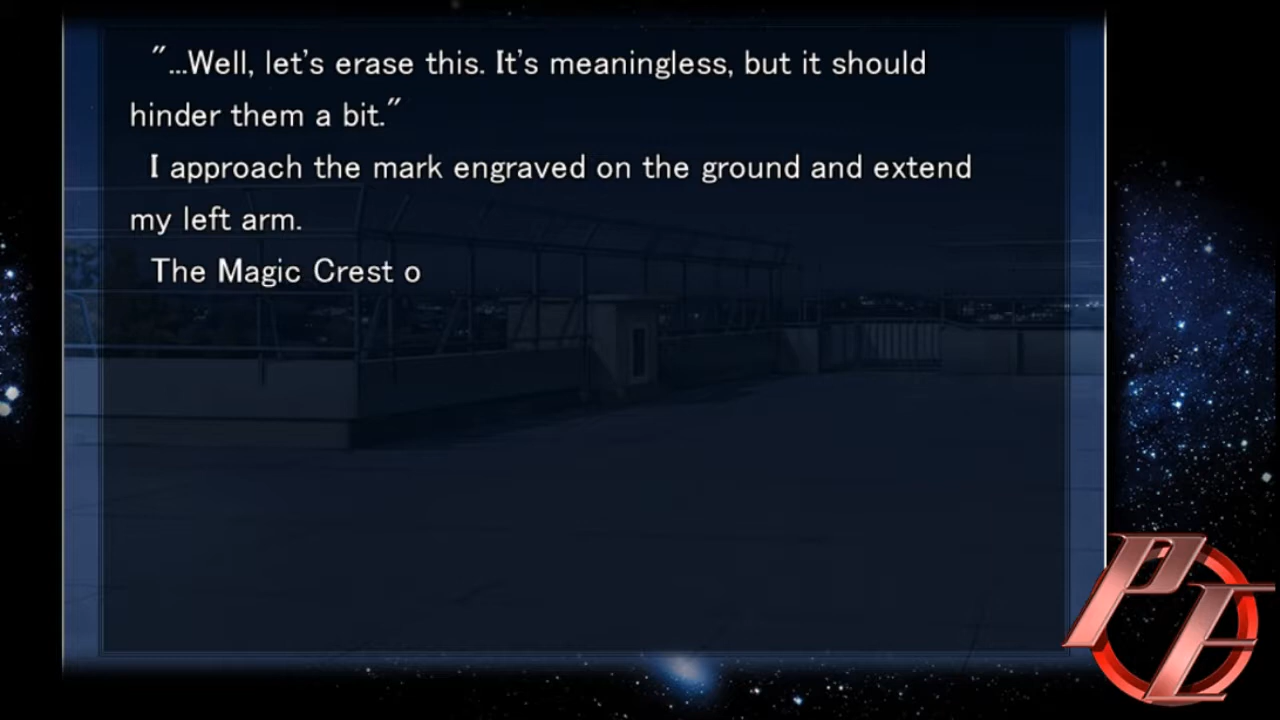 "...Well, let's erase this. It's meaningless, but it should
hinder them a bit."
I approach the mark engraved on the ground and extend
my left arm.
The Magic Crest o
PE